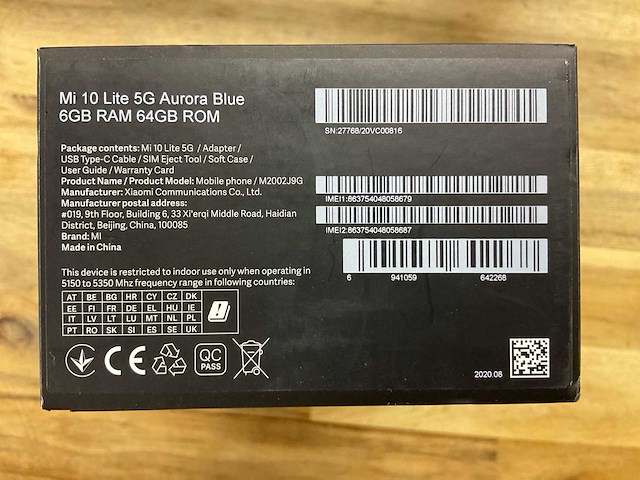 Mi 10 Lite 5G Aurora Blue
6GB RAM 64GB ROM
Package contents: Mi 10 Lite 5G / Adapter /
USB Type-C Cable / SIM Eject Tool / Soft Case /
User Guide / Warranty Card
Product Name / Product Model: Mobile phone / M2002J9G
Manufacturer: Xiaomi Communications Co., Ltd.
Manufacturer postal address:
#019, 9th Floor, Building 6, 33 Xi'erqi Middle Road, Haidian
District, Beijing, China, 100085
Brand: MI
Made in China
This device is restricted to indoor use only when operating in
5150 to 5350 Mhz frequency range in following countries:
AT BE BG HR CY CZ DK
EE FI FR DE EL HU IE
IT LV LT LU MT NL PL
PT RO SK SI ES SE UK
CE
QC
PASS
SN:27768/20VC00816
IMEI1:863754048058679
IMEI2:863754048058687
6 941059 642268
2020.08